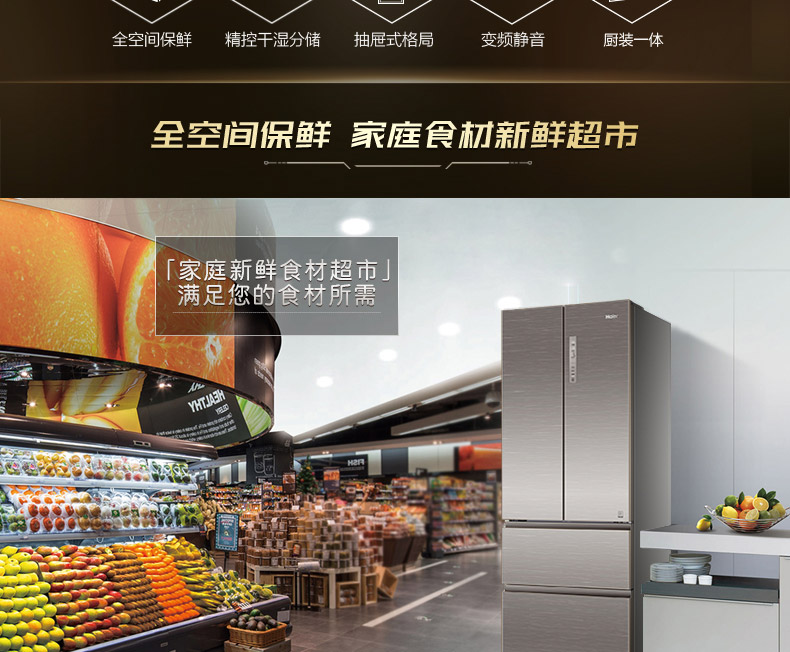 全空间保鲜
精控干湿分储
抽屉式格局
变频静音
厨装一体
全空间保鲜 家庭食材新鲜超市
「家庭新鲜食材超市」
满足您的食材所需
Haier
HEALTHY
FISH